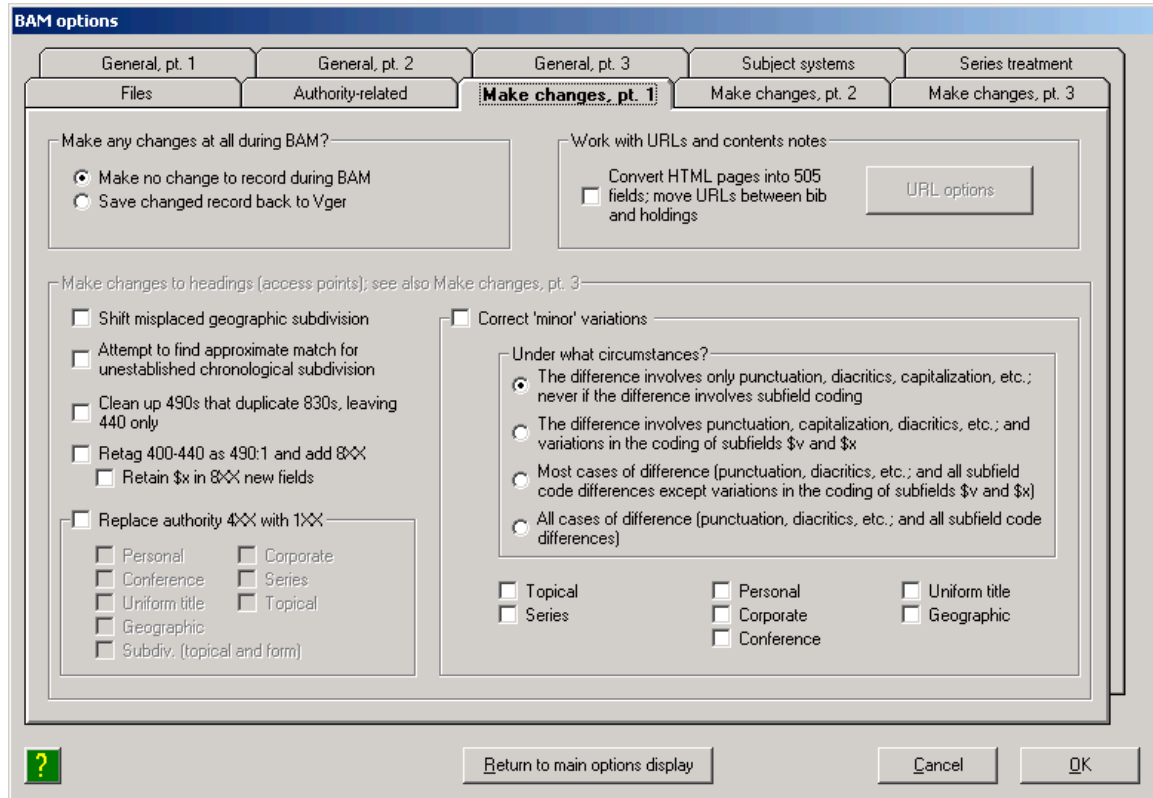 BAM options
General, pt. 1
General, pt. 2
General, pt. 3
Subject systems
Series treatment
Files
Authority-related
Make changes, pt. 1
Make changes, pt. 2
Make changes, pt. 3
Make any changes at all during BAM?
Make no change to record during BAM
Save changed record back to Vger
Work with URLs and contents notes
Convert HTML pages into 505
fields; move URLs between bib
and holdings
URL options
Make changes to headings (access points); see also Make changes, pt. 3
Shift misplaced geographic subdivision
Attempt to find approximate match for
unestablished chronological subdivision
Clean up 490s that duplicate 830s, leaving
440 only
Retag 400-440 as 490:1 and add 8XX
Retain $x in 8XX new fields
Replace authority 4XX with 1XX
Personal
Corporate
Conference
Series
Uniform title
Topical
Geographic
Subdiv. (topical and form)
Correct 'minor' variations
Under what circumstances?
The difference involves only punctuation, diacritics, capitalization, etc.;
never if the difference involves subfield coding
The difference involves punctuation, capitalization, diacritics, etc.; and
variations in the coding of subfields $v and $x
Most cases of difference (punctuation, diacritics, etc.; and all subfield
code differences except variations in the coding of subfields $v and $x)
All cases of difference (punctuation, diacritics, etc.; and all subfield code
differences)
Topical
Personal
Uniform title
Series
Corporate
Geographic
Conference
?
Return to main options display
Cancel
OK